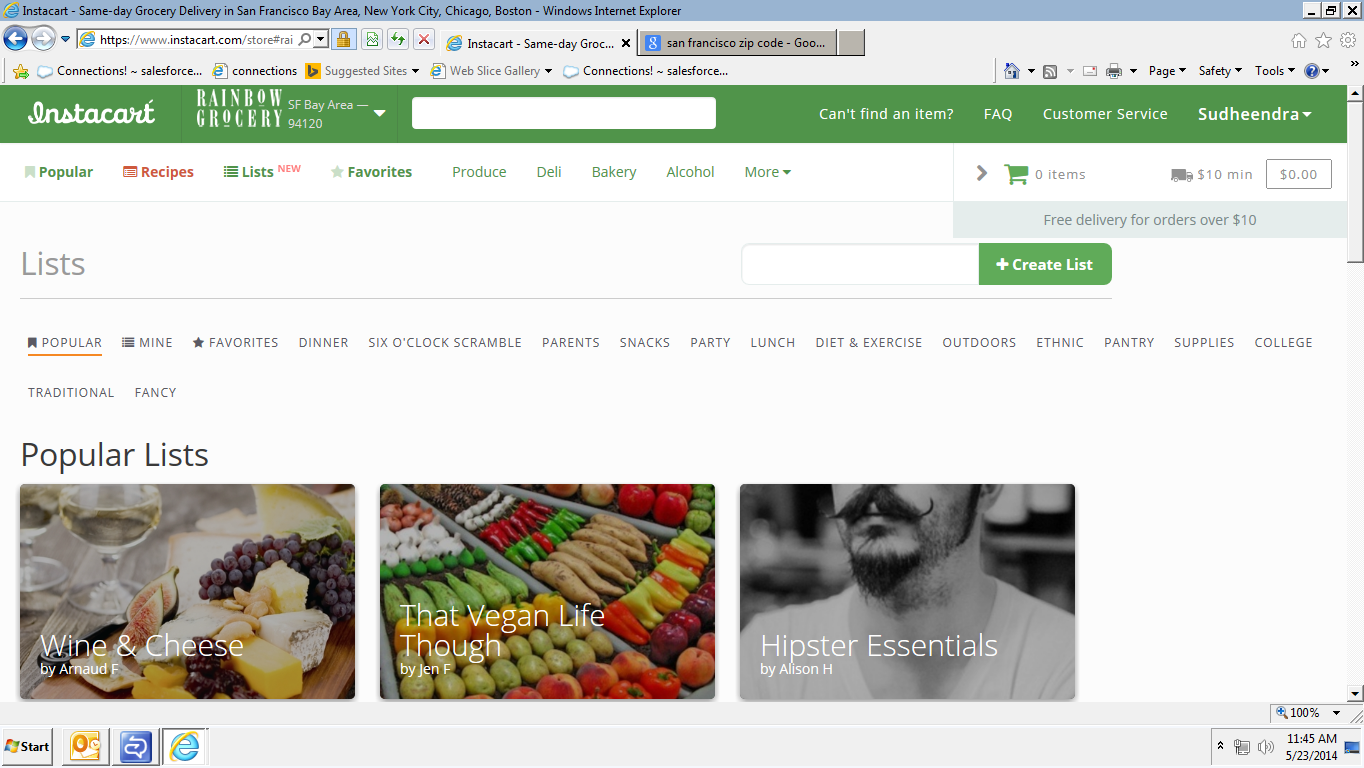 Instacart - Same-day Grocery Delivery in San Francisco Bay Area, New York City, Chicago, Boston - Windows Internet Explorer
https://www.instacart.com/store#rai
Instacart - Same-day Groc...
san francisco zip code - Goo...
Connections! ~ salesforce...
connections
Suggested Sites
Web Slice Gallery
Connections! ~ salesforce...
Page
Safety
Tools
»
Instacart
RAINBOW
GROCERY
SF Bay Area —
94120
Can't find an item?
FAQ
Customer Service
Sudheendra
Popular
Recipes
Lists NEW
Favorites
Produce
Deli
Bakery
Alcohol
More
0 items
$10 min
$0.00
Free delivery for orders over $10
Lists
Create List
POPULAR
MINE
FAVORITES
DINNER
SIX O'CLOCK SCRAMBLE
PARENTS
SNACKS
PARTY
LUNCH
DIET & EXERCISE
OUTDOORS
ETHNIC
PANTRY
SUPPLIES
COLLEGE
TRADITIONAL
FANCY
Popular Lists
Wine & Cheese
by Arnaud F
That Vegan Life
Though
by Jen F
Hipster Essentials
by Alison H
100%
Start
11:45 AM
5/23/2014